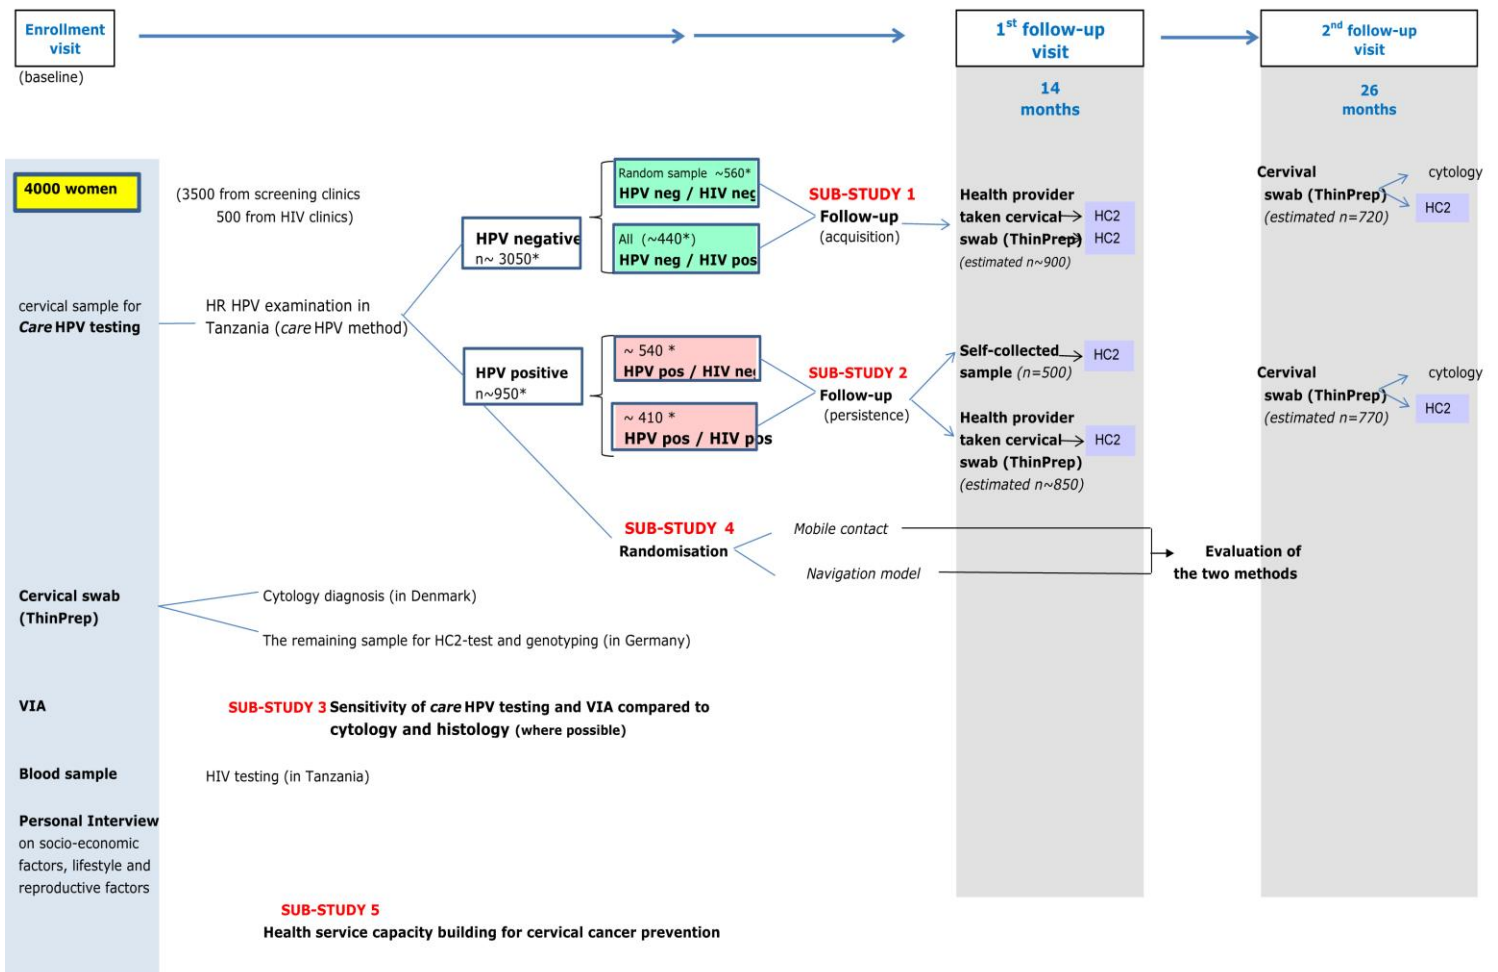 Enrollment
visit
(baseline)
1st follow-up
visit
2nd follow-up
visit
14
months
26
months
4000 women
(3500 from screening clinics
500 from HIV clinics)
cervical sample for
Care HPV testing
HR HPV examination in
Tanzania (care HPV method)
HPV negative
n~ 3050*
HPV positive
n~950*
Random sample ~560*
HPV neg / HIV neg
All (~440*)
HPV neg / HIV pos
~ 540 *
HPV pos / HIV neg
~ 410 *
HPV pos / HIV pos
SUB-STUDY 1
Follow-up
(acquisition)
SUB-STUDY 2
Follow-up
(persistence)
Health provider
taken cervical
swab (ThinPrep)
(estimated n~900)
HC2
HC2
Self-collected
sample (n=500)
HC2
Health provider
taken cervical
swab (ThinPrep)
(estimated n~850)
HC2
Cervival
swab (ThinPrep)
(estimated n=720)
cytology
HC2
Cervival
swab (ThinPrep)
(estimated n=770)
cytology
HC2
SUB-STUDY 4
Randomisation
Mobile contact
Navigation model
Evaluation of
the two methods
Cervical swab
(ThinPrep)
Cytology diagnosis (in Denmark)
The remaining sample for HC2-test and genotyping (in Germany)
VIA
SUB-STUDY 3 Sensitivity of care HPV testing and VIA compared to
cytology and histology (where possible)
Blood sample
HIV testing (in Tanzania)
Personal Interview
on socio-economic
factors, lifestyle and
reproductive factors
SUB-STUDY 5
Health service capacity building for cervical cancer prevention